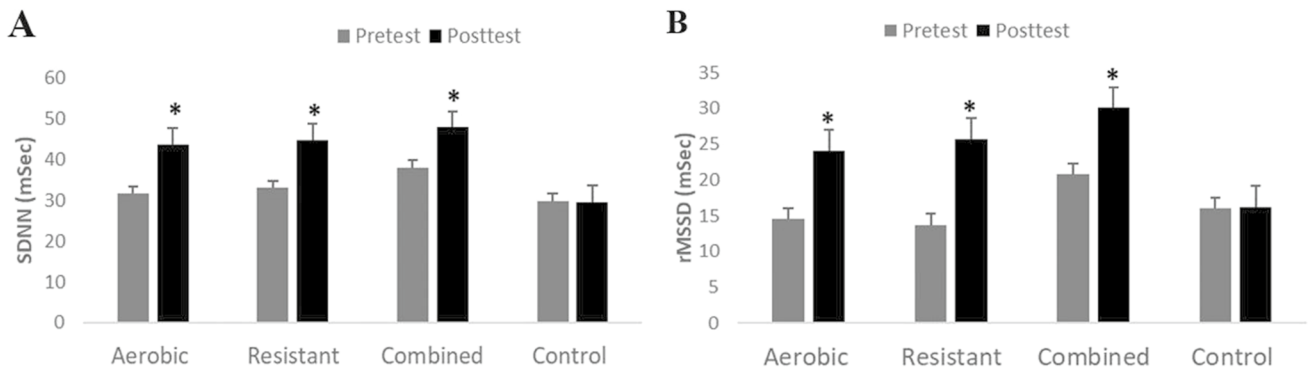 A
Pretest Posttest
SDNN (mSec)
60
50
40
30
20
10
0
* * *
Aerobic Resistant Combined Control
B
Pretest Posttest
rMSSD (mSec)
35
30
25
20
15
10
5
0
* * *
Aerobic Resistant Combined Control